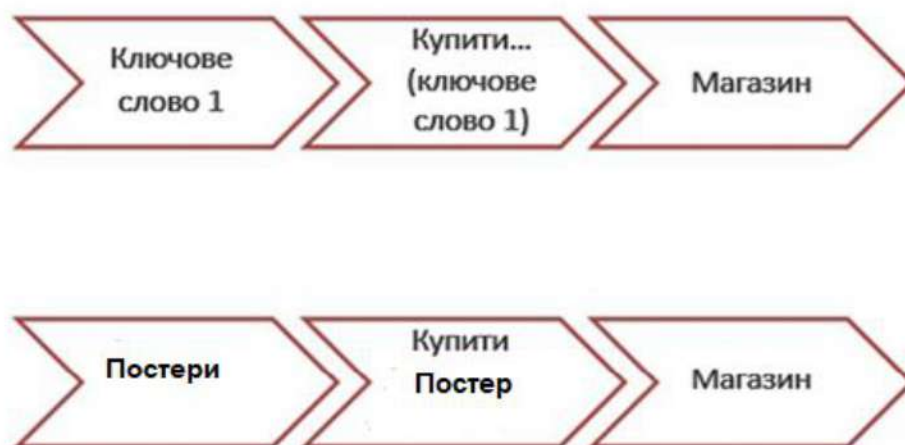 Ключове
слово 1
Купити...
(ключове
слово 1)
Магазин
Постери
Купити
Постер
Магазин